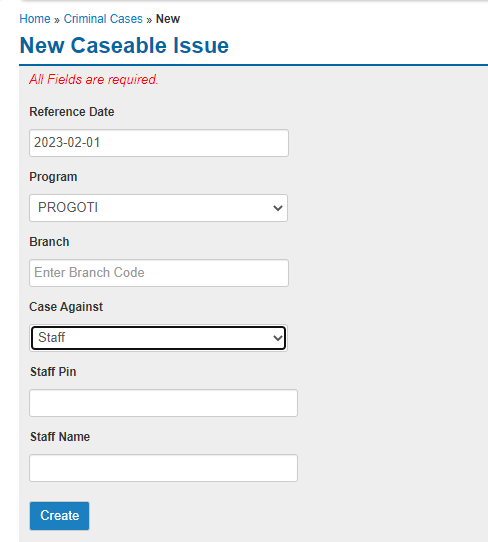 Home » Criminal Cases » New
New Caseable Issue
All Fields are required.
Reference Date
2023-02-01
Program
PROGOTI
Branch
Enter Branch Code
Case Against
Staff
Staff Pin
Staff Name
Create